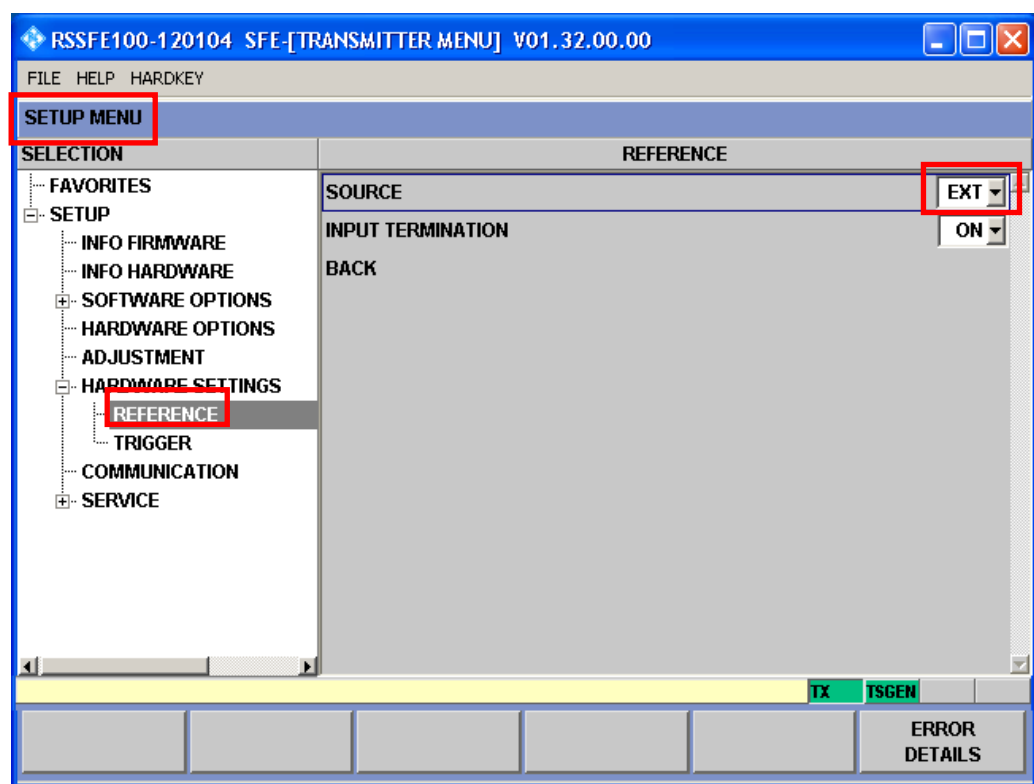 RSSFE100-120104 SFE-[TRANSMITTER MENU] V01.32.00.00
FILE HELP HARDKEY
SETUP MENU
SELECTION
REFERENCE
FAVORITES
SETUP
INFO FIRMWARE
INFO HARDWARE
SOFTWARE OPTIONS
HARDWARE OPTIONS
ADJUSTMENT
HARDWARE SETTINGS
REFERENCE
TRIGGER
COMMUNICATION
SERVICE
SOURCE EXT
INPUT TERMINATION ON
BACK
TX TSGEN
ERROR
DETAILS